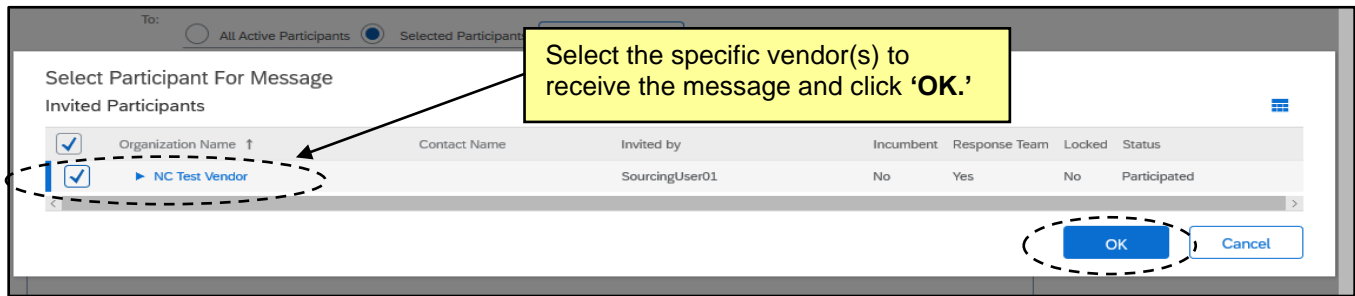 To:
All Active Participants Selected Participant
Select the specific vendor(s) to
receive the message and click ‘OK.’
Select Participant For Message
Invited Participants
Organization Name ↑ Contact Name Invited by Incumbent Response Team Locked Status
► NC Test Vendor SourcingUser01 No Yes No Participated
OK Cancel